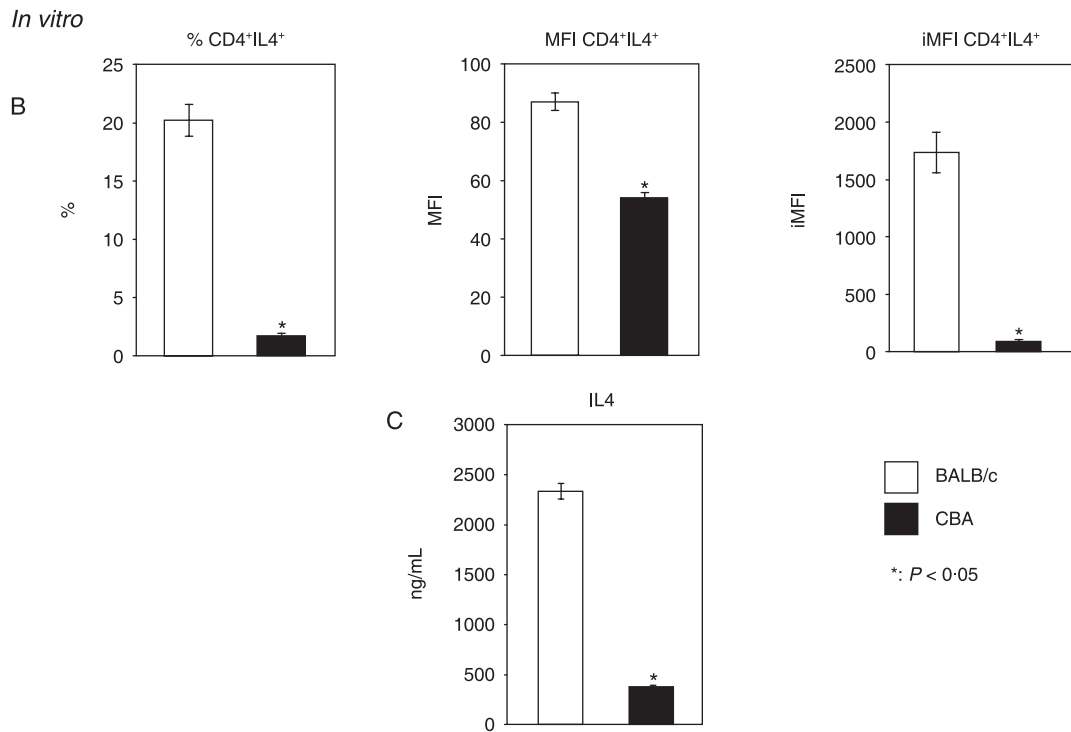 In vitro
B
% CD4⁺IL4⁺
25
20
15
10
5
0
%
*
MFI CD4⁺IL4⁺
100
80
60
40
20
0
MFI
*
iMFI CD4⁺IL4⁺
2500
2000
1500
1000
500
0
iMFI
*
C
IL4
3000
2500
2000
1500
1000
500
0
ng/mL
*
BALB/c
CBA
*: P < 0·05